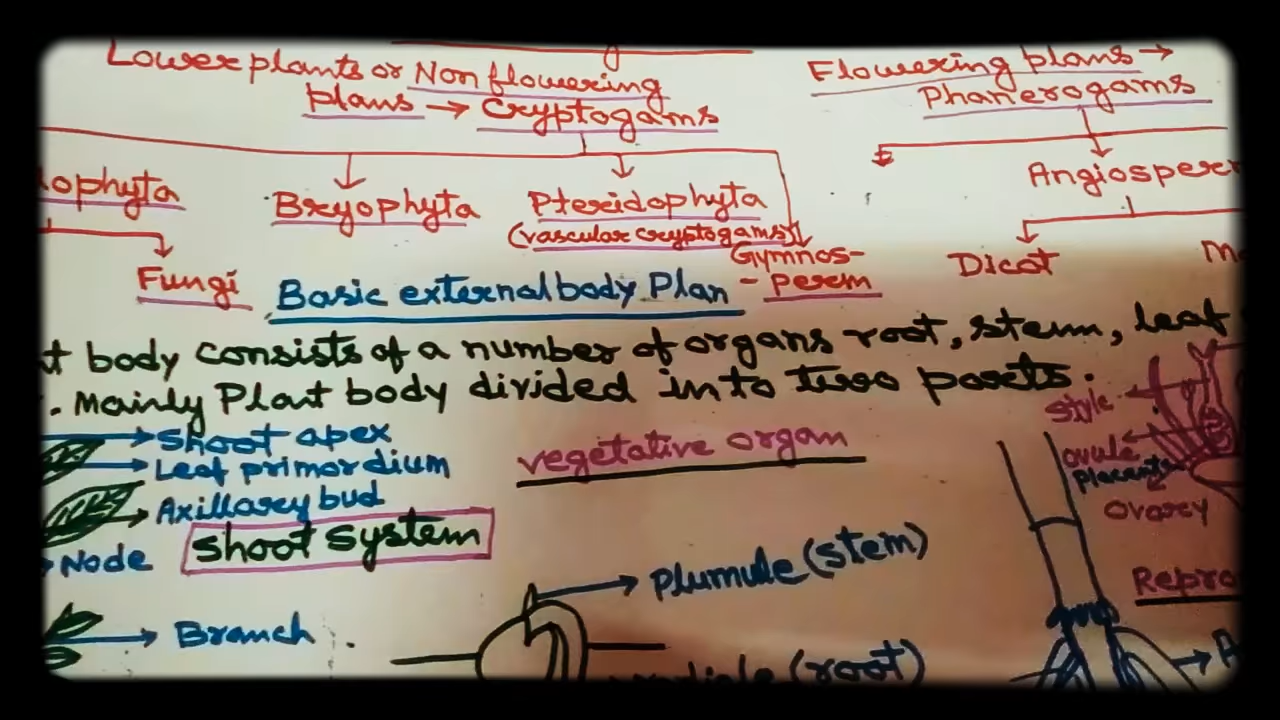 Lower plants or Non flowering
plans → Cryptogams
Flowering plans →
Phanerogams
ophyta
Bryophyta
Pteridophyta
(vascular cryptogams)
Gymnos-
- perm
Angiosper
Dicot
Mo
Fungi
Basic external body Plan
t body consists of a number of organs root, stem, leaf
. Mainly Plant body divided into two parts.
Shoot apex
Leaf primordium
Axillary bud
Shoot System
Node
Branch
vegetative organ
Plumule (stem)
(root)
Style
ovule
Placenta
Ovary
Repro
A